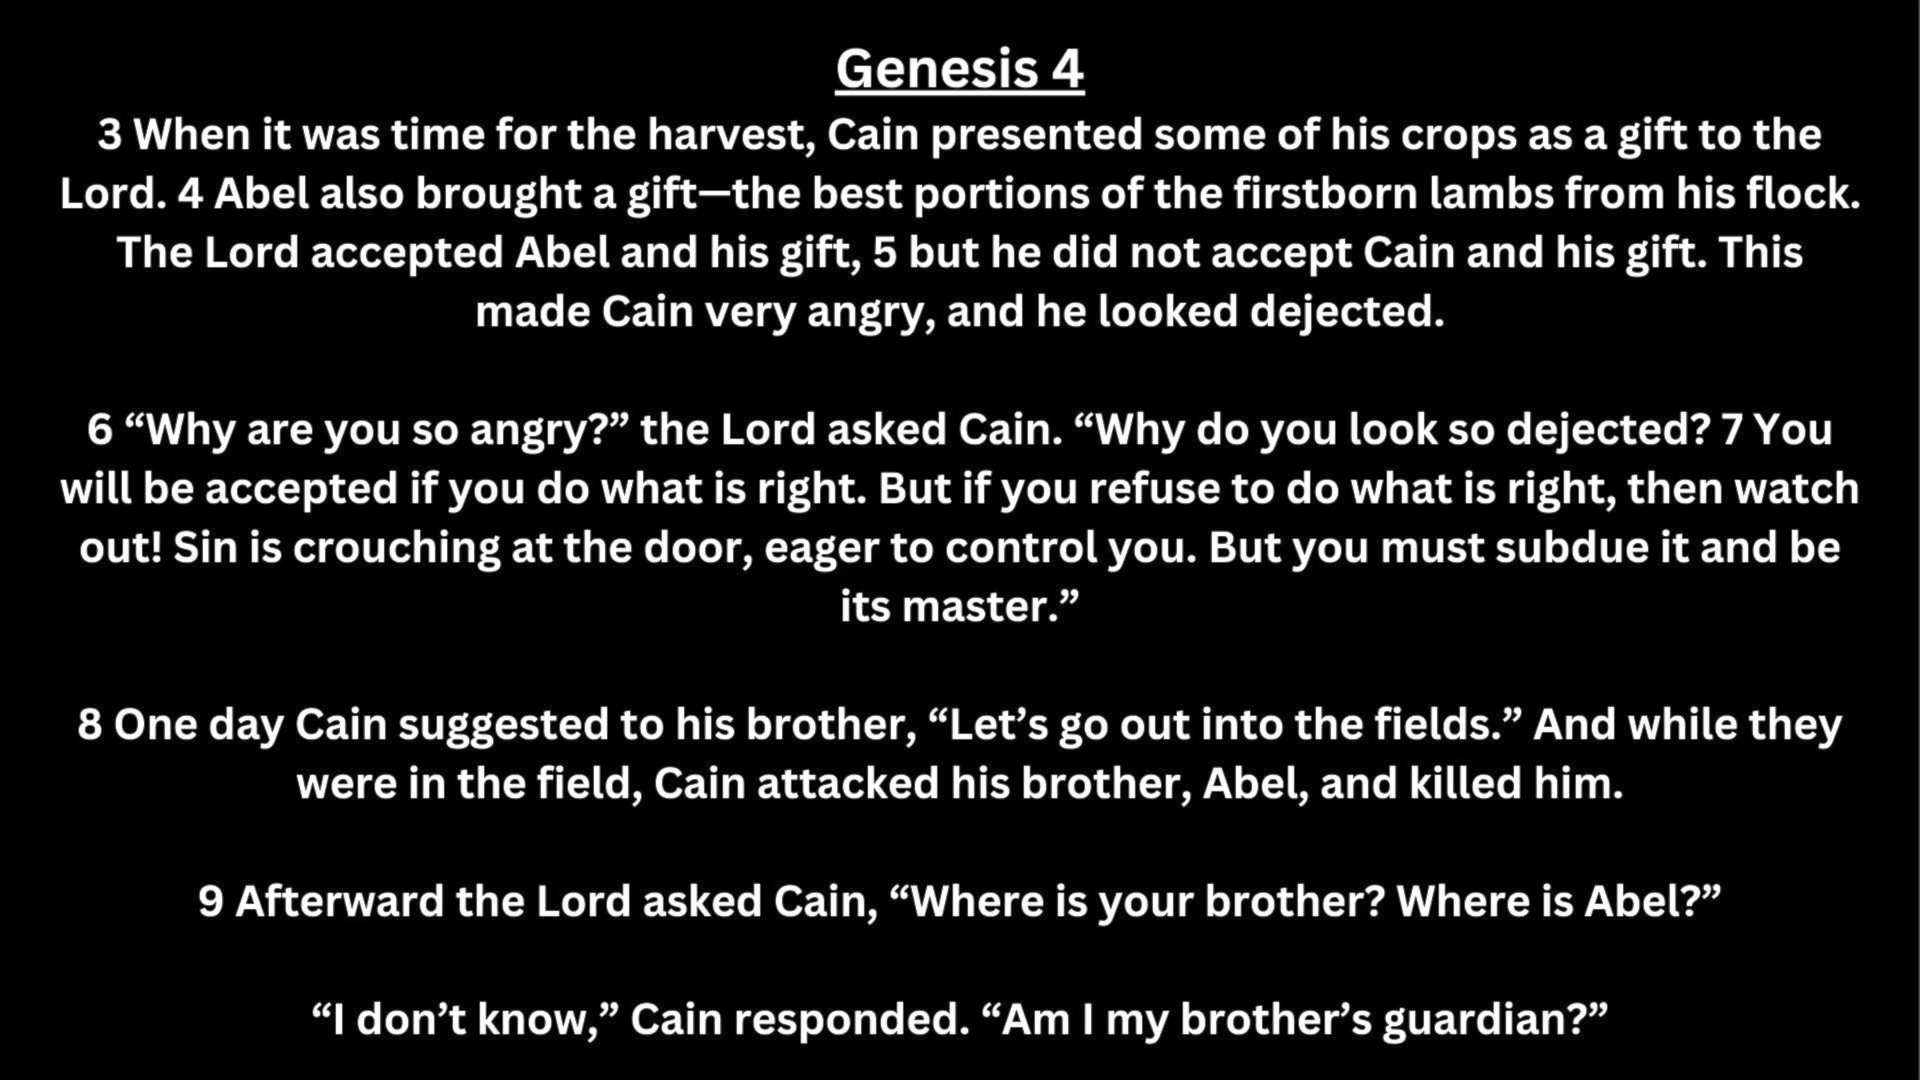 Genesis 4
3 When it was time for the harvest, Cain presented some of his crops as a gift to the
Lord. 4 Abel also brought a gift—the best portions of the firstborn lambs from his flock.
The Lord accepted Abel and his gift, 5 but he did not accept Cain and his gift. This
made Cain very angry, and he looked dejected.
6 “Why are you so angry?” the Lord asked Cain. “Why do you look so dejected? 7 You
will be accepted if you do what is right. But if you refuse to do what is right, then watch
out! Sin is crouching at the door, eager to control you. But you must subdue it and be
its master.”
8 One day Cain suggested to his brother, “Let’s go out into the fields.” And while they
were in the field, Cain attacked his brother, Abel, and killed him.
9 Afterward the Lord asked Cain, “Where is your brother? Where is Abel?”
“I don’t know,” Cain responded. “Am I my brother’s guardian?”